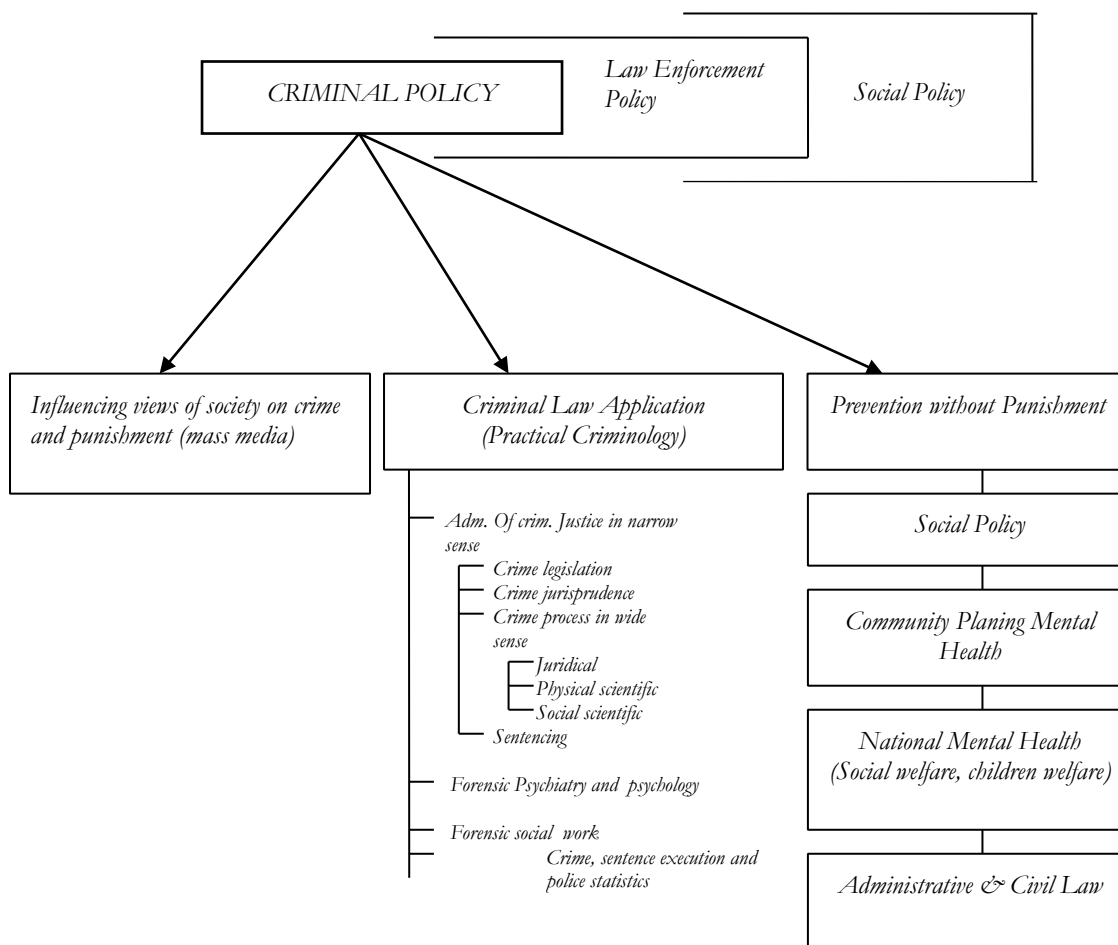 CRIMINAL POLICY
Law Enforcement
Policy
Social Policy
Influencing views of society on crime
and punishment (mass media)
Criminal Law Application
(Practical Criminology)
Adm. Of crim. Justice in narrow
sense
Crime legislation
Crime jurisprudence
Crime process in wide
sense
Juridical
Physical scientific
Social scientific
Sentencing
Forensic Psychiatry and psychology
Forensic social work
Crime, sentence execution and
police statistics
Prevention without Punishment
Social Policy
Community Planing Mental
Health
National Mental Health
(Social welfare, children welfare)
Administrative & Civil Law